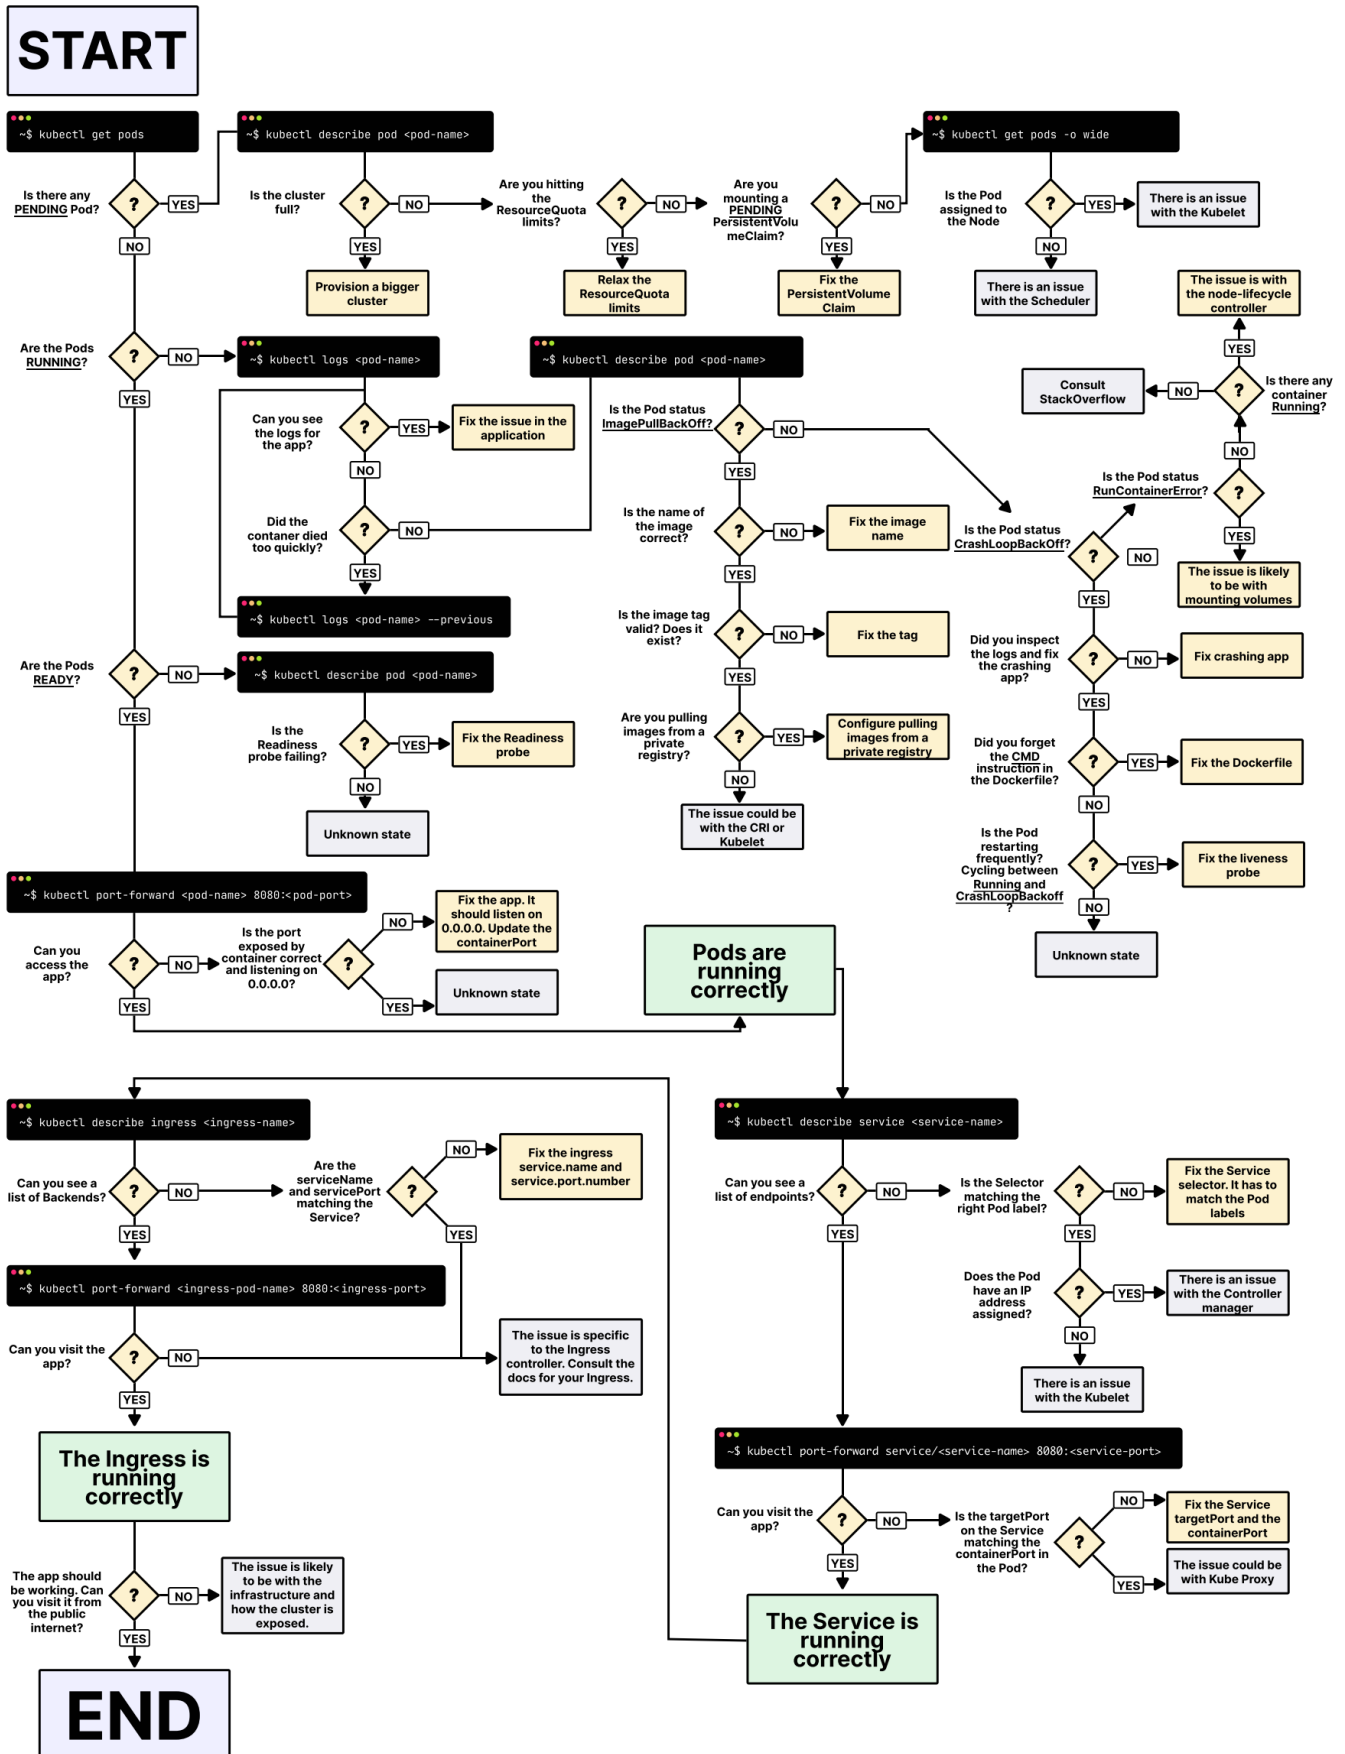 START
~$ kubectl get pods
~$ kubectl describe pod <pod-name>
~$ kubectl get pods -o wide
Is there any
PENDING Pod?
?
YES
NO
Is the cluster
full?
?
NO
YES
Provision a bigger
cluster
Are you hitting
the
ResourceQuota
limits?
?
NO
YES
Relax the
ResourceQuota
limits
Are you
mounting a
PENDING
PersistentVolu
meClaim?
?
NO
YES
Fix the
PersistentVolume
Claim
Is the Pod
assigned to
the Node
?
YES
There is an issue
with the Kubelet
NO
There is an issue
with the Scheduler
Are the Pods
RUNNING?
?
NO
YES
~$ kubectl logs <pod-name>
Can you see
the logs for
the app?
?
YES
Fix the issue in the
application
NO
Did the
contaner died
too quickly?
?
NO
YES
~$ kubectl logs <pod-name> --previous
~$ kubectl describe pod <pod-name>
Is the Pod status
ImagePullBackOff?
?
NO
YES
Is the name of
the image
correct?
?
NO
Fix the image
name
YES
Is the image tag
valid? Does it
exist?
?
NO
Fix the tag
YES
Are you pulling
images from a
private
registry?
?
YES
Configure pulling
images from a
private registry
NO
The issue could be
with the CRI or
Kubelet
The issue is with
the node-lifecycle
controller
YES
Is there any
container
Running?
?
NO
Consult
StackOverflow
NO
Is the Pod status
RunContainerError?
?
YES
The issue is likely
to be with
mounting volumes
Is the Pod status
CrashLoopBackOff?
?
NO
YES
Did you inspect
the logs and fix
the crashing
app?
?
NO
Fix crashing app
YES
Did you forget
the CMD
instruction in
the Dockerfile?
?
YES
Fix the Dockerfile
NO
Is the Pod
restarting
frequently?
Cycling between
Running and
CrashLoopBackoff
?
?
YES
Fix the liveness
probe
NO
Unknown state
Are the Pods
READY?
?
NO
YES
~$ kubectl describe pod <pod-name>
Is the
Readiness
probe failing?
?
YES
Fix the Readiness
probe
NO
Unknown state
~$ kubectl port-forward <pod-name> 8080:<pod-port>
Can you
access the
app?
?
NO
YES
Is the port
exposed by
container correct
and listening on
0.0.0.0?
?
NO
Fix the app. It
should listen on
0.0.0.0. Update the
containerPort
YES
Unknown state
Pods are
running
correctly
~$ kubectl describe ingress <ingress-name>
Can you see a
list of Backends?
?
NO
YES
Are the
serviceName
and servicePort
matching the
Service?
?
NO
Fix the ingress
service.name and
service.port.number
YES
~$ kubectl port-forward <ingress-pod-name> 8080:<ingress-port>
Can you visit the
app?
?
NO
The issue is specific
to the Ingress
controller. Consult the
docs for your Ingress.
YES
The Ingress is
running
correctly
The app should
be working. Can
you visit it from
the public
internet?
?
NO
The issue is likely
to be with the
infrastructure and
how the cluster is
exposed.
YES
END
~$ kubectl describe service <service-name>
Can you see a
list of endpoints?
?
NO
YES
Is the Selector
matching the
right Pod label?
?
NO
Fix the Service
selector. It has to
match the Pod
labels
YES
Does the Pod
have an IP
address
assigned?
?
YES
There is an issue
with the Controller
manager
NO
There is an issue
with the Kubelet
~$ kubectl port-forward service/<service-name> 8080:<service-port>
Can you visit the
app?
?
NO
YES
Is the targetPort
on the Service
matching the
containerPort in
the Pod?
?
NO
Fix the Service
targetPort and the
containerPort
YES
The issue could be
with Kube Proxy
The Service is
running
correctly